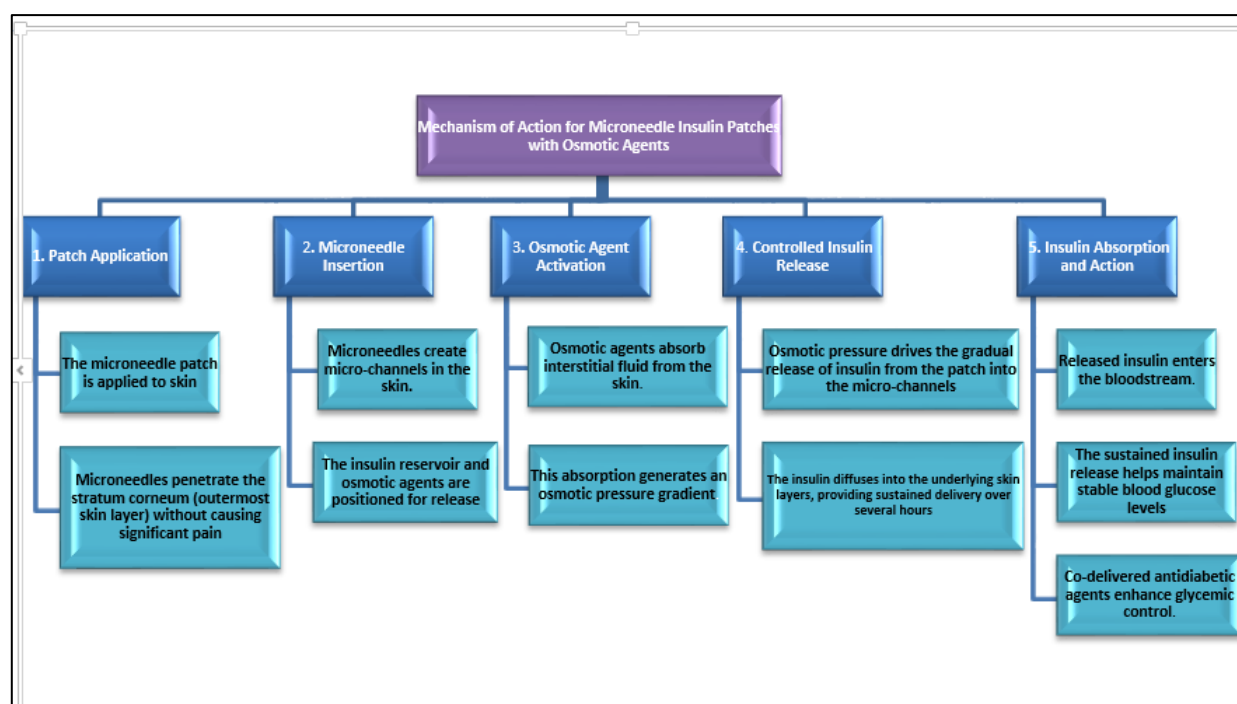 Mechanism of Action for Microneedle Insulin Patches
with Osmotic Agents
1. Patch Application
The microneedle patch
is applied to skin
Microneedles penetrate the
stratum corneum (outermost
skin layer) without causing
significant pain
2. Microneedle
Insertion
Microneedles create
micro-channels in the
skin.
The insulin reservoir and
osmotic agents are
positioned for release
3. Osmotic Agent
Activation
Osmotic agents absorb
interstitial fluid from the
skin.
This absorption generates an
osmotic pressure gradient.
4. Controlled Insulin
Release
Osmotic pressure drives the gradual
release of insulin from the patch into
the micro-channels
The insulin diffuses into the underlying skin
layers, providing sustained delivery over
several hours
5. Insulin Absorption
and Action
Released insulin enters
the bloodstream.
The sustained insulin
release helps maintain
stable blood glucose
levels
Co-delivered antidiabetic
agents enhance glycemic
control.